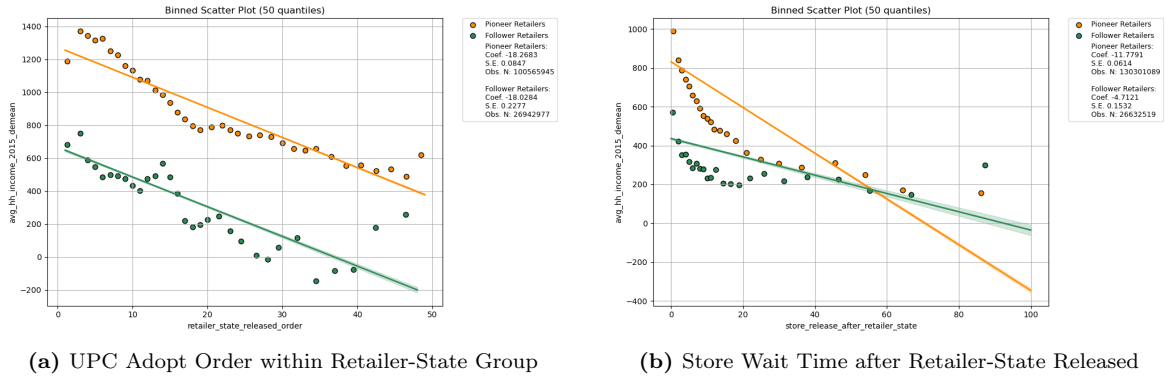 Binned Scatter Plot (50 quantiles)
avg_hh_income_2015_demean
1400
1200
1000
800
600
400
200
0
−200
0
10
20
30
40
50
retailer_state_released_order
Pioneer Retailers
Follower Retailers
Pioneer Retailers:
Coef. -18.2683
S.E. 0.0847
Obs. N: 100565945
Follower Retailers:
Coef. -18.0284
S.E. 0.2277
Obs. N: 26942977
(a) UPC Adopt Order within Retailer-State Group
Binned Scatter Plot (50 quantiles)
avg_hh_income_2015_demean
1000
800
600
400
200
0
−200
−400
0
20
40
60
80
100
store_release_after_retailer_state
Pioneer Retailers
Follower Retailers
Pioneer Retailers:
Coef. -11.7791
S.E. 0.0614
Obs. N: 130301089
Follower Retailers:
Coef. -4.7121
S.E. 0.1532
Obs. N: 26632519
(b) Store Wait Time after Retailer-State Released